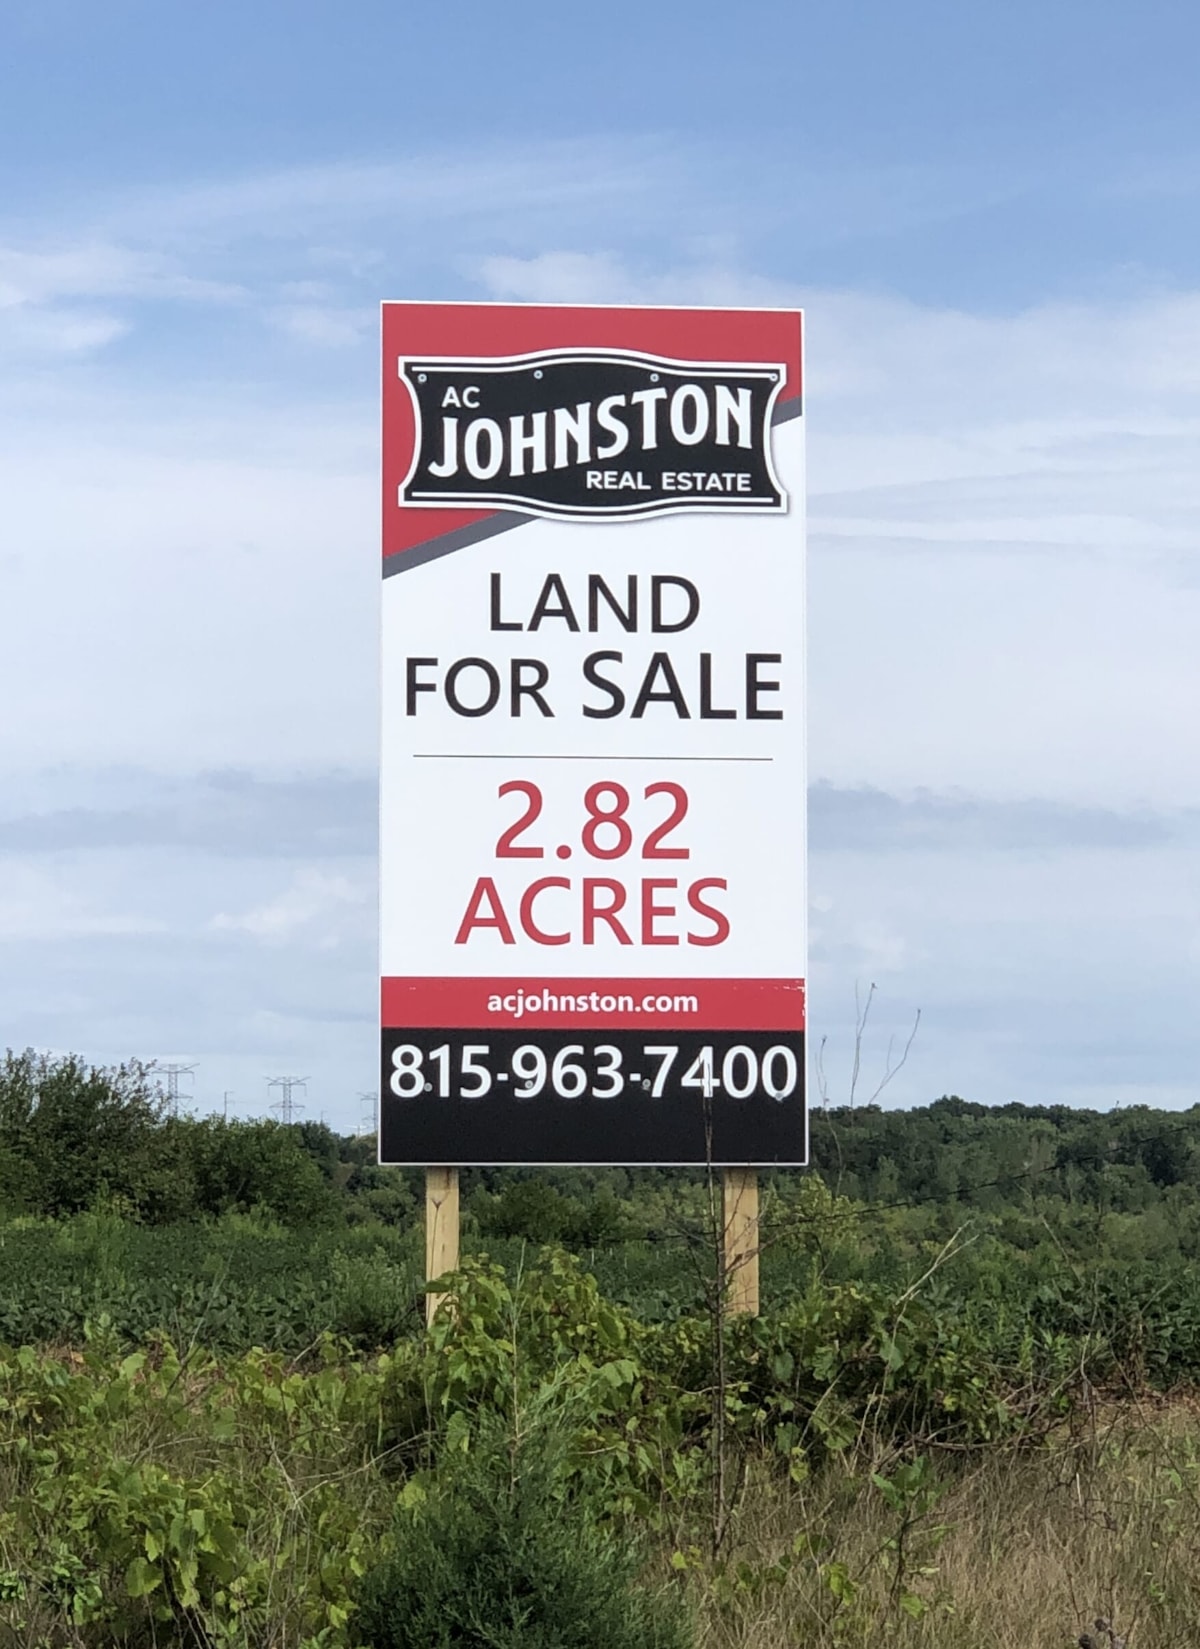 AC
JOHNSTON
REAL ESTATE
LAND
FOR SALE
2.82
ACRES
acjohnston.com
815-963-7400